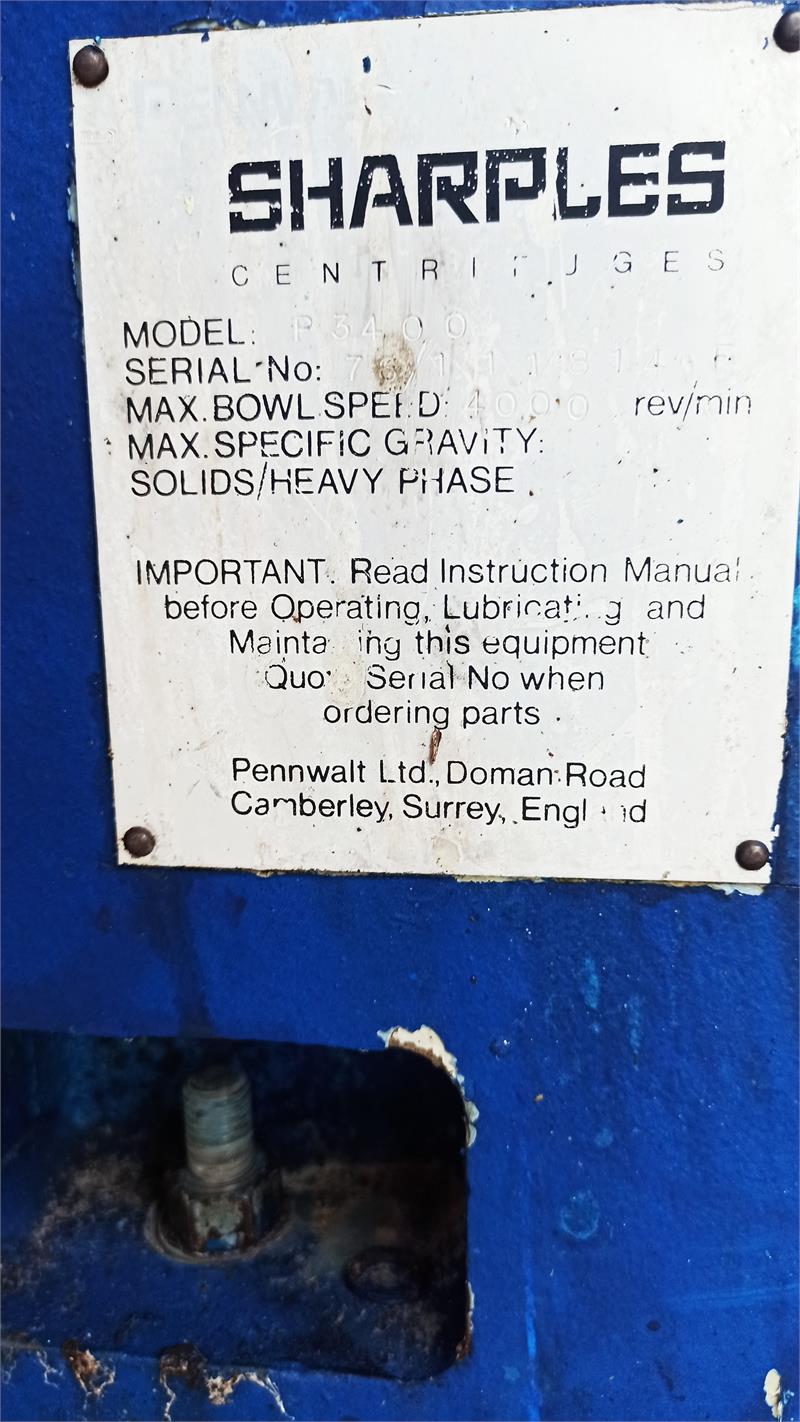 SHARPLES
CENTRIFUGES
MODEL: P3400
SERIAL No:
MAX. BOWL SPEED: 4000 rev/min
MAX. SPECIFIC GRAVITY:
SOLIDS/HEAVY PHASE
IMPORTANT. Read Instruction Manual
before Operating, Lubricating and
Maintaining this equipment
Quote Serial No when
ordering parts.
Pennwalt Ltd., Doman Road
Camberley, Surrey, England